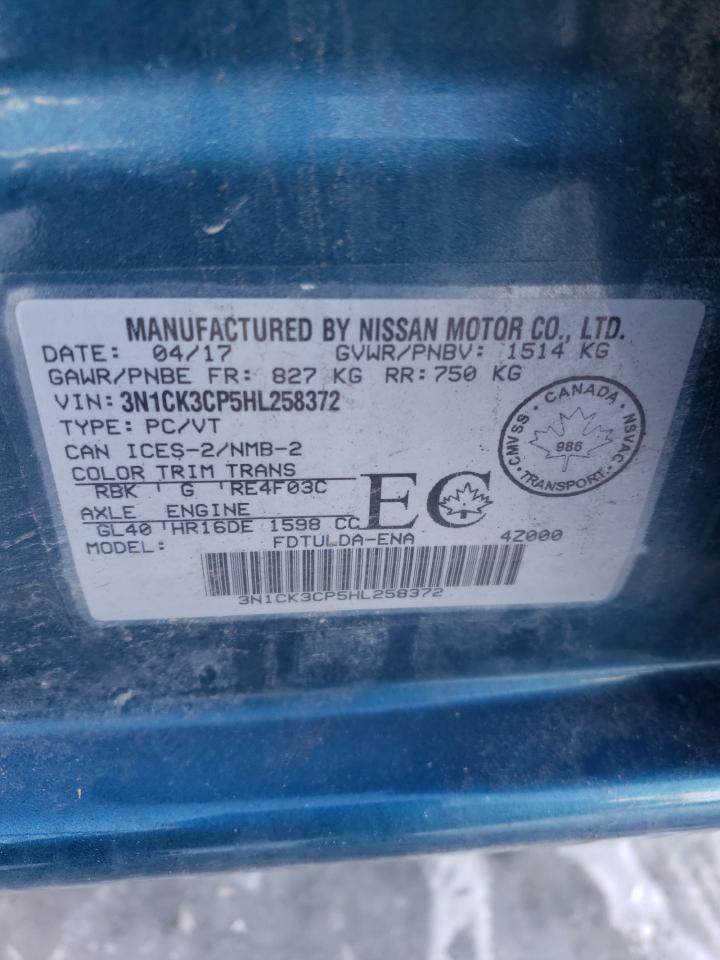 MANUFACTURED BY NISSAN MOTOR CO., LTD.
DATE: 04/17 GVWR/PNBV: 1514 KG
GAWR/PNBE FR: 827 KG RR: 750 KG
VIN: 3N1CK3CP5HL258372
TYPE: PC/VT
CAN ICES-2/NMB-2
COLOR TRIM TRANS
RBK G RE4F03C
AXLE ENGINE
GL40 HR16DE 1598 CC
EC
MODEL: FDTULDA-ENA 4Z000
3N1CK3CP5HL258372
CANADA
CMVSS
986
NSVAC
TRANSPORT